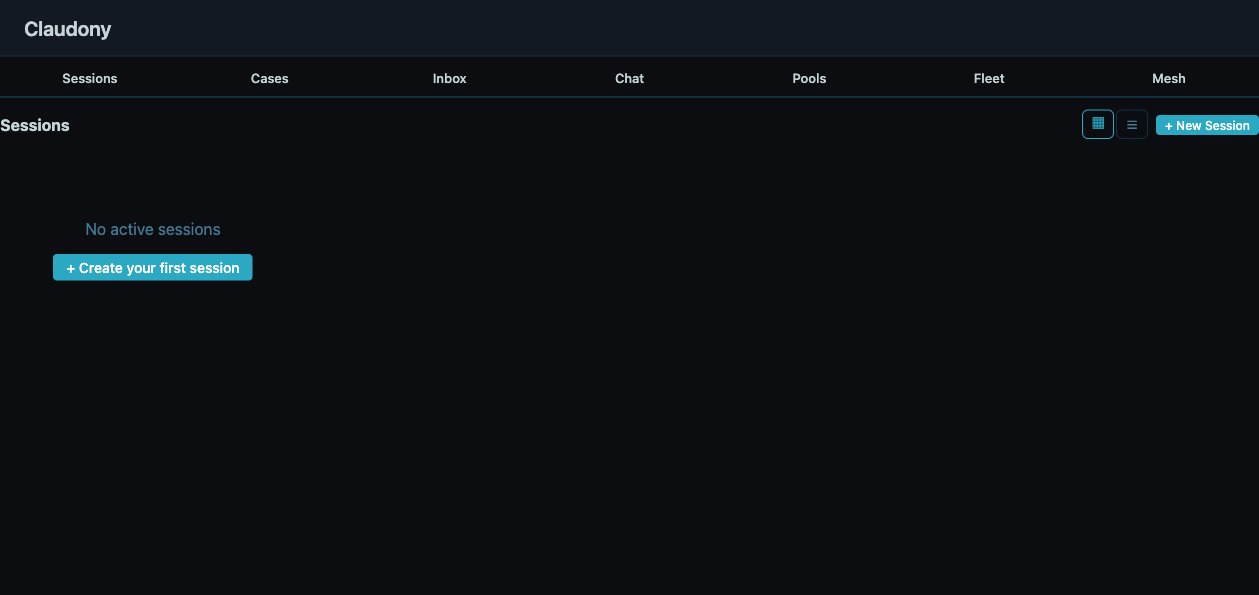 Claudony
Sessions Cases Inbox Chat Pools Fleet Mesh
Sessions
+ New Session
No active sessions
+ Create your first session